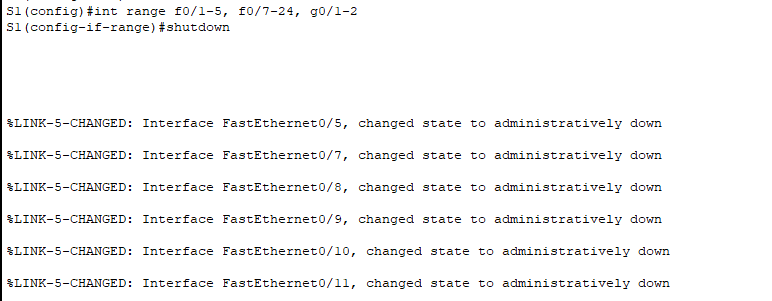 S1(config)#int range f0/1-5, f0/7-24, g0/1-2
S1(config-if-range)#shutdown
%LINK-5-CHANGED: Interface FastEthernet0/5, changed state to administratively down
%LINK-5-CHANGED: Interface FastEthernet0/7, changed state to administratively down
%LINK-5-CHANGED: Interface FastEthernet0/8, changed state to administratively down
%LINK-5-CHANGED: Interface FastEthernet0/9, changed state to administratively down
%LINK-5-CHANGED: Interface FastEthernet0/10, changed state to administratively down
%LINK-5-CHANGED: Interface FastEthernet0/11, changed state to administratively down